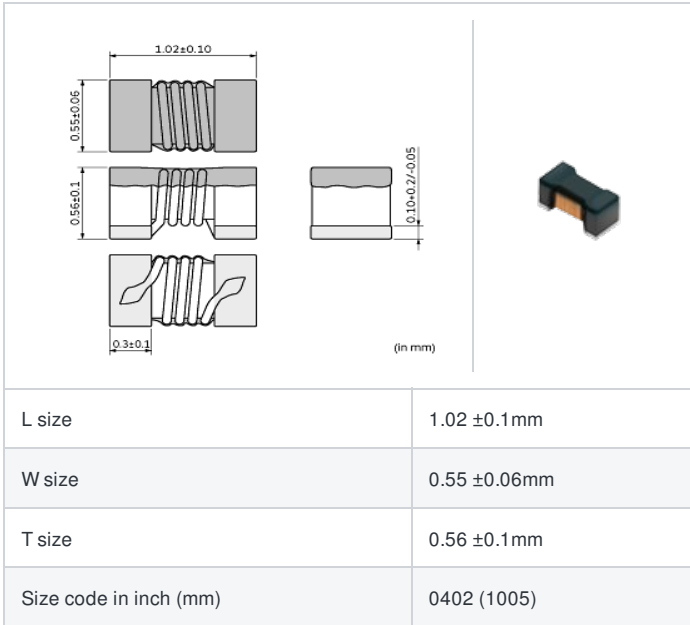 1.02±0.10
0.55±0.06
0.56±0.1
0.10+0.2/-0.05
0.3±0.1
(in mm)
L size 1.02 ±0.1mm
W size 0.55 ±0.06mm
T size 0.56 ±0.1mm
Size code in inch (mm) 0402 (1005)